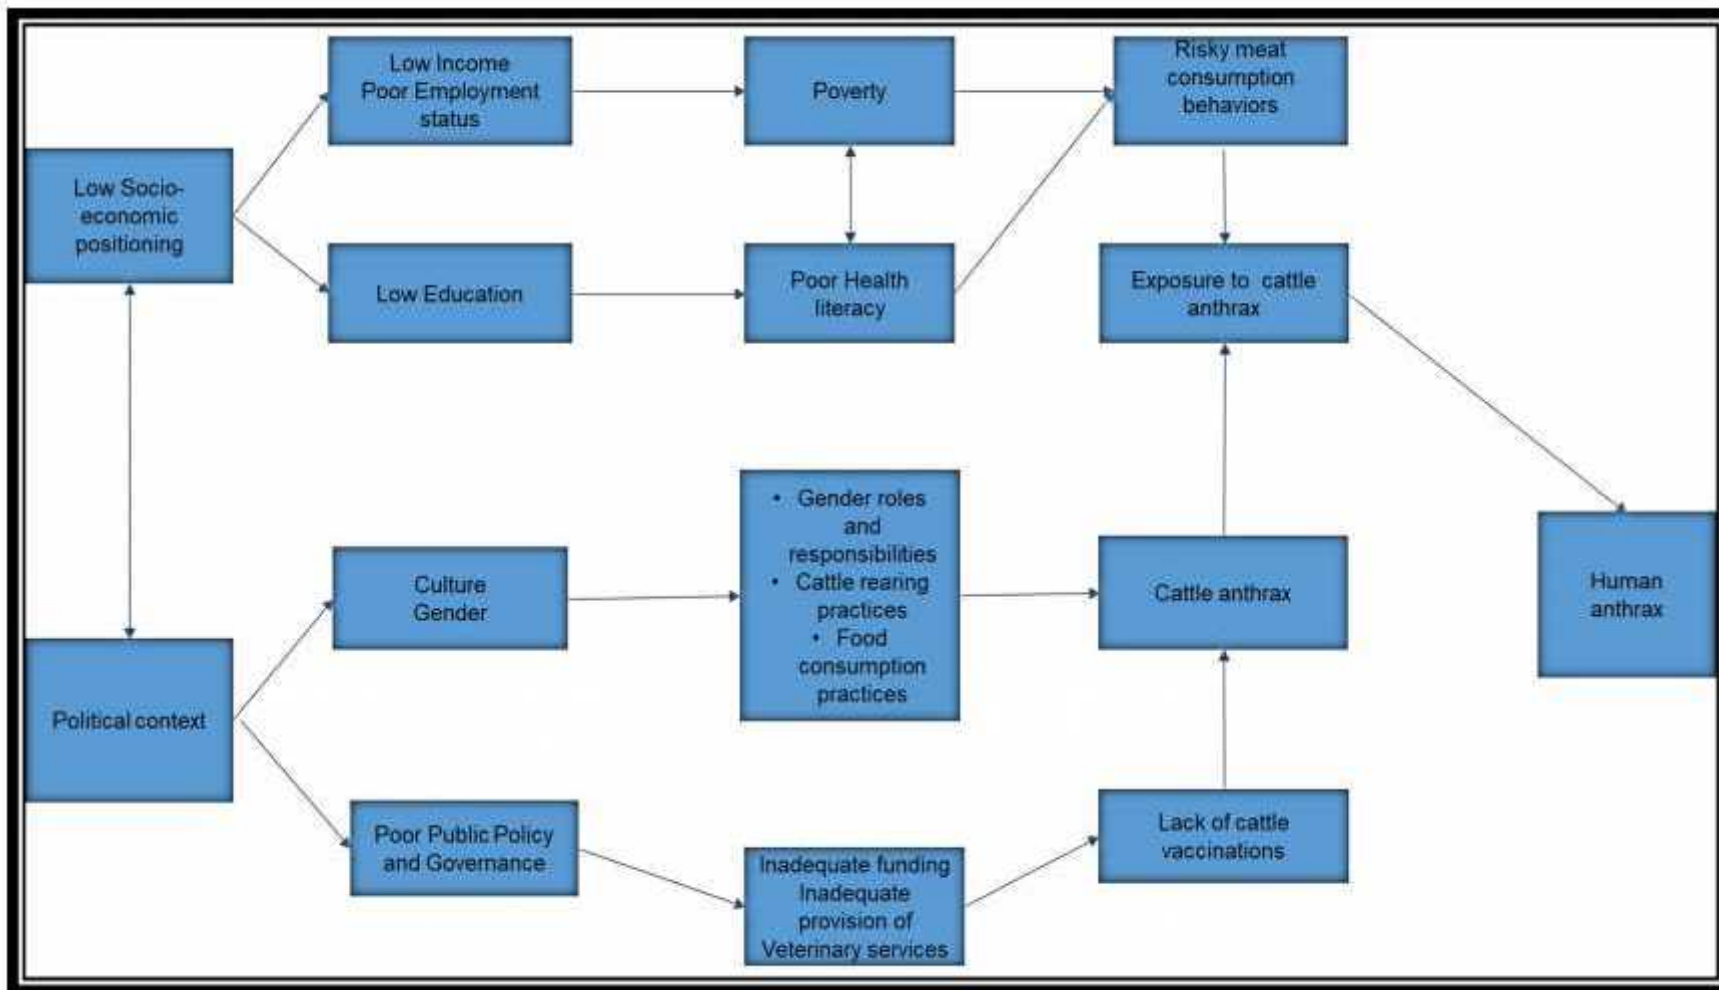 Low Income
Poor Employment
status
Poverty
Risky meat
consumption
behaviors
Low Socio-
economic
positioning
Low Education
Poor Health
literacy
Exposure to cattle
anthrax
Culture
Gender
• Gender roles
and
responsibilities
• Cattle rearing
practices
• Food
consumption
practices
Cattle anthrax
Human
anthrax
Political context
Poor Public Policy
and Governance
Inadequate funding
Inadequate
provision of
Veterinary services
Lack of cattle
vaccinations